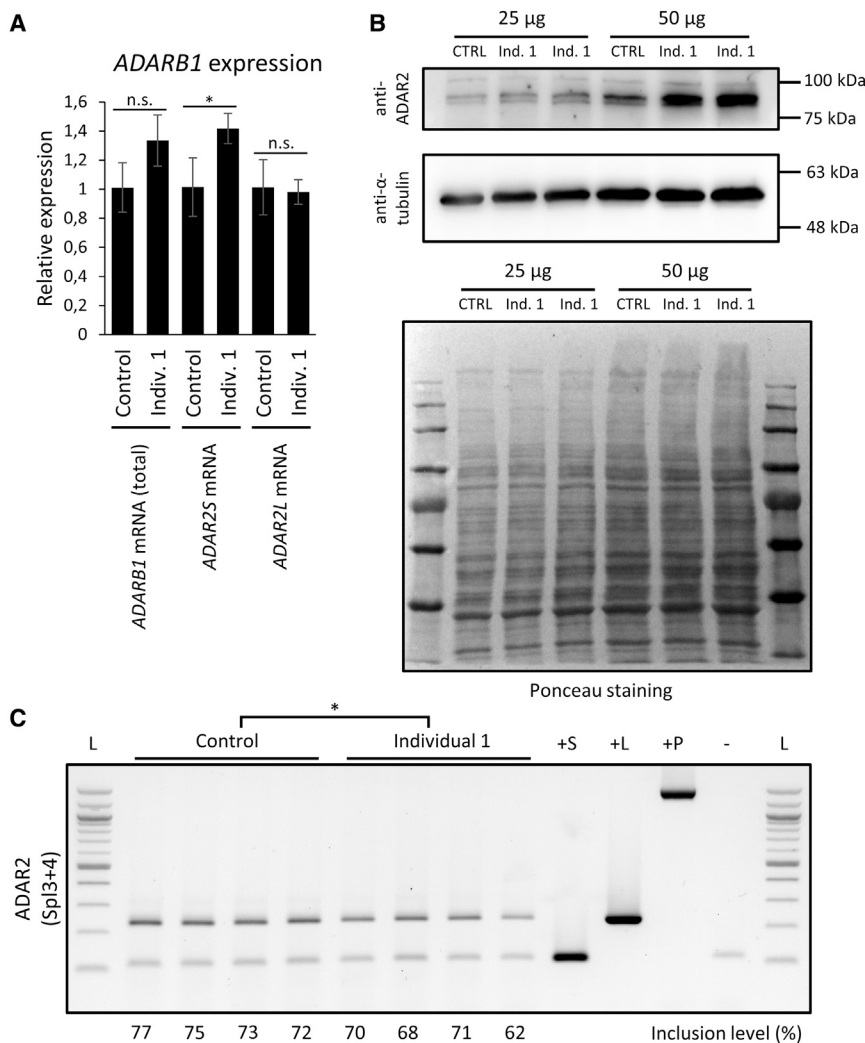 A
ADARB1 expression
Relative expression
1,6
1,4
1,2
1
0,8
0,6
0,4
0,2
0
n.s.
*
n.s.
Control
Indiv. 1
Control
Indiv. 1
Control
Indiv. 1
ADARB1 mRNA (total)
ADAR2S mRNA
ADAR2L mRNA
B
25 µg 50 µg
CTRL Ind. 1 Ind. 1 CTRL Ind. 1 Ind. 1
anti-
ADAR2
100 kDa
75 kDa
anti-α-
tubulin
63 kDa
48 kDa
25 µg 50 µg
CTRL Ind. 1 Ind. 1 CTRL Ind. 1 Ind. 1
Ponceau staining
C
*
L Control Individual 1 +S +L +P - L
ADAR2
(Spl3+4)
77 75 73 72 70 68 71 62 Inclusion level (%)